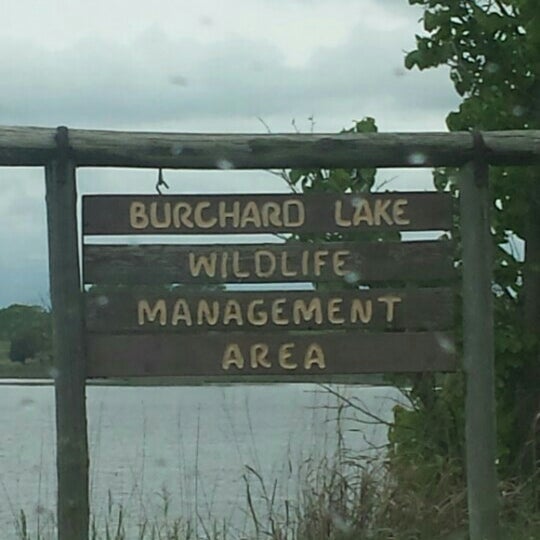 BURCHARD LAKE
WILDLIFE
MANAGEMENT
AREA